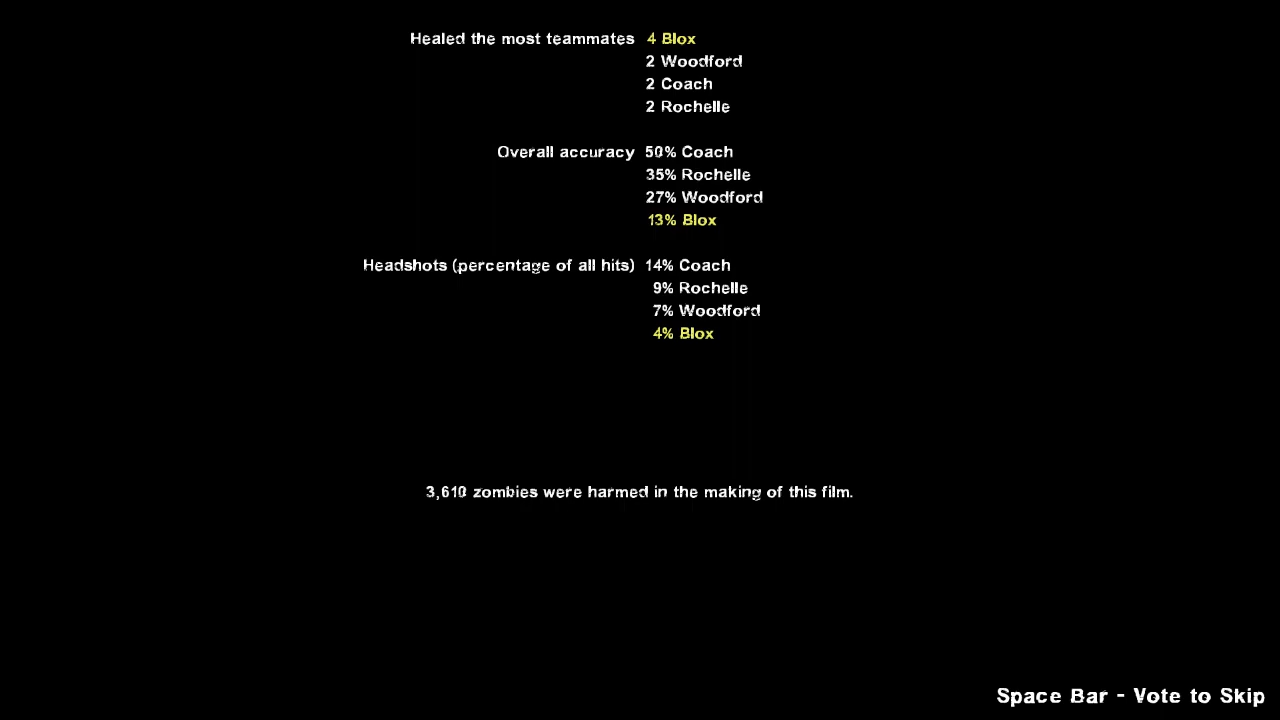 Healed the most teammates 4 Blox
2 Woodford
2 Coach
2 Rochelle
Overall accuracy 50% Coach
35% Rochelle
27% Woodford
13% Blox
Headshots (percentage of all hits) 14% Coach
9% Rochelle
7% Woodford
4% Blox
3,610 zombies were harmed in the making of this film.
Space Bar - Vote to Skip